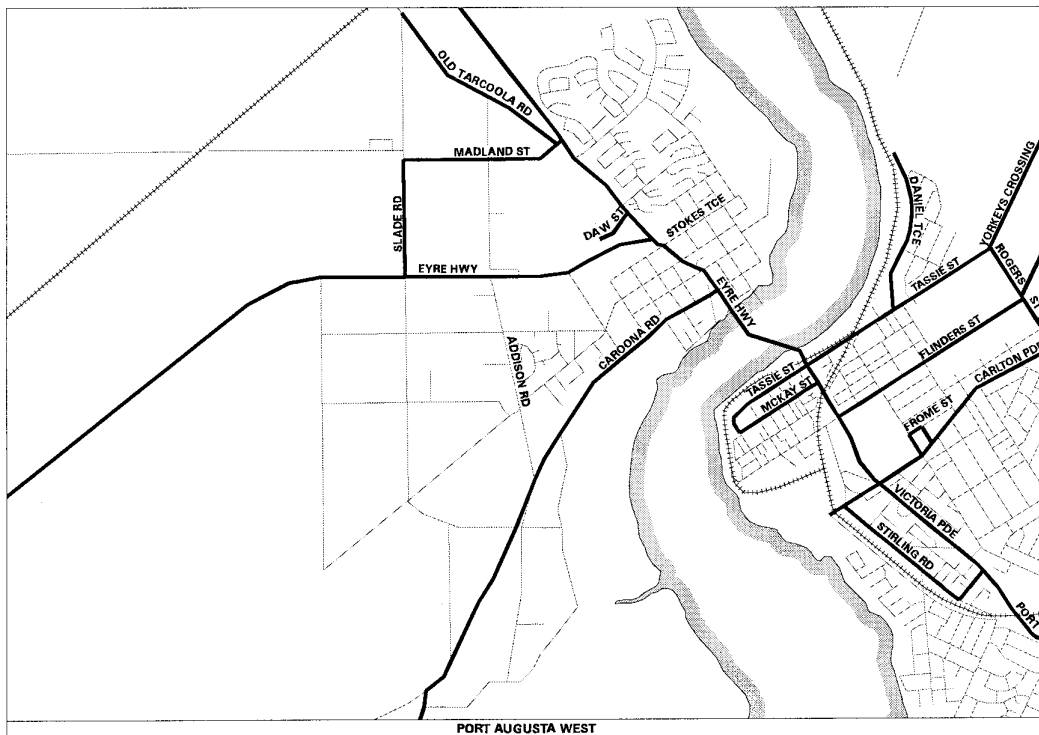 OLD TARCOOLA RD
MADLAND ST
SLADE RD
DAW ST
STOKES TCE
EYRE HWY
EYRE HWY
CAROONA RD
ADDISON RD
DANIEL TCE
YORKEYS CROSSING
ROGERS ST
TASSIE ST
FLINDERS ST
CARLTON PDE
TASSIE ST
MCKAY ST
FROME ST
VICTORIA PDE
STIRLING RD
PORT
PORT AUGUSTA WEST